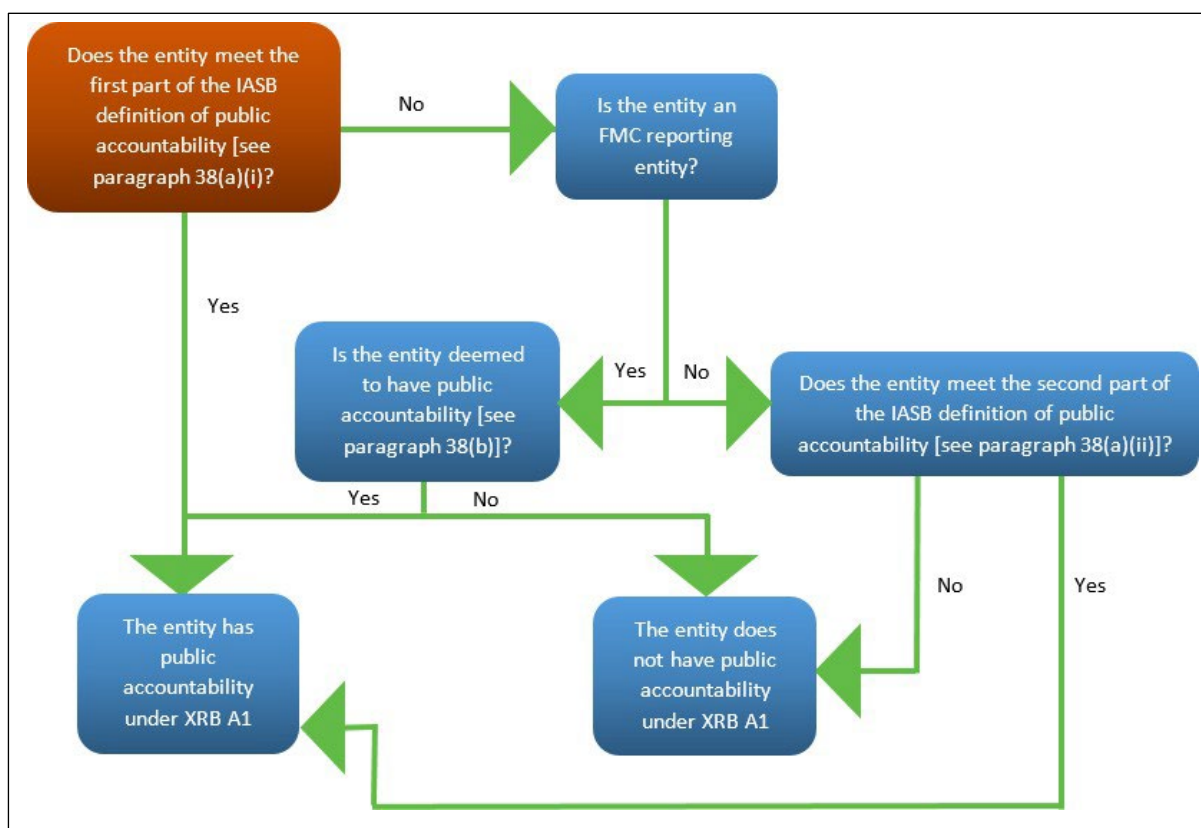 Does the entity meet the
first part of the IASB
definition of public
accountability [see
paragraph 38(a)(i)?
No
Is the entity an
FMC reporting
entity?
Yes
Is the entity deemed
to have public
accountability [see
paragraph 38(b)]?
Yes
No
Does the entity meet the second part of
the IASB definition of public
accountability [see paragraph 38(a)(ii)]?
Yes
No
No
Yes
The entity has
public
accountability
under XRB A1
The entity does
not have public
accountability
under XRB A1